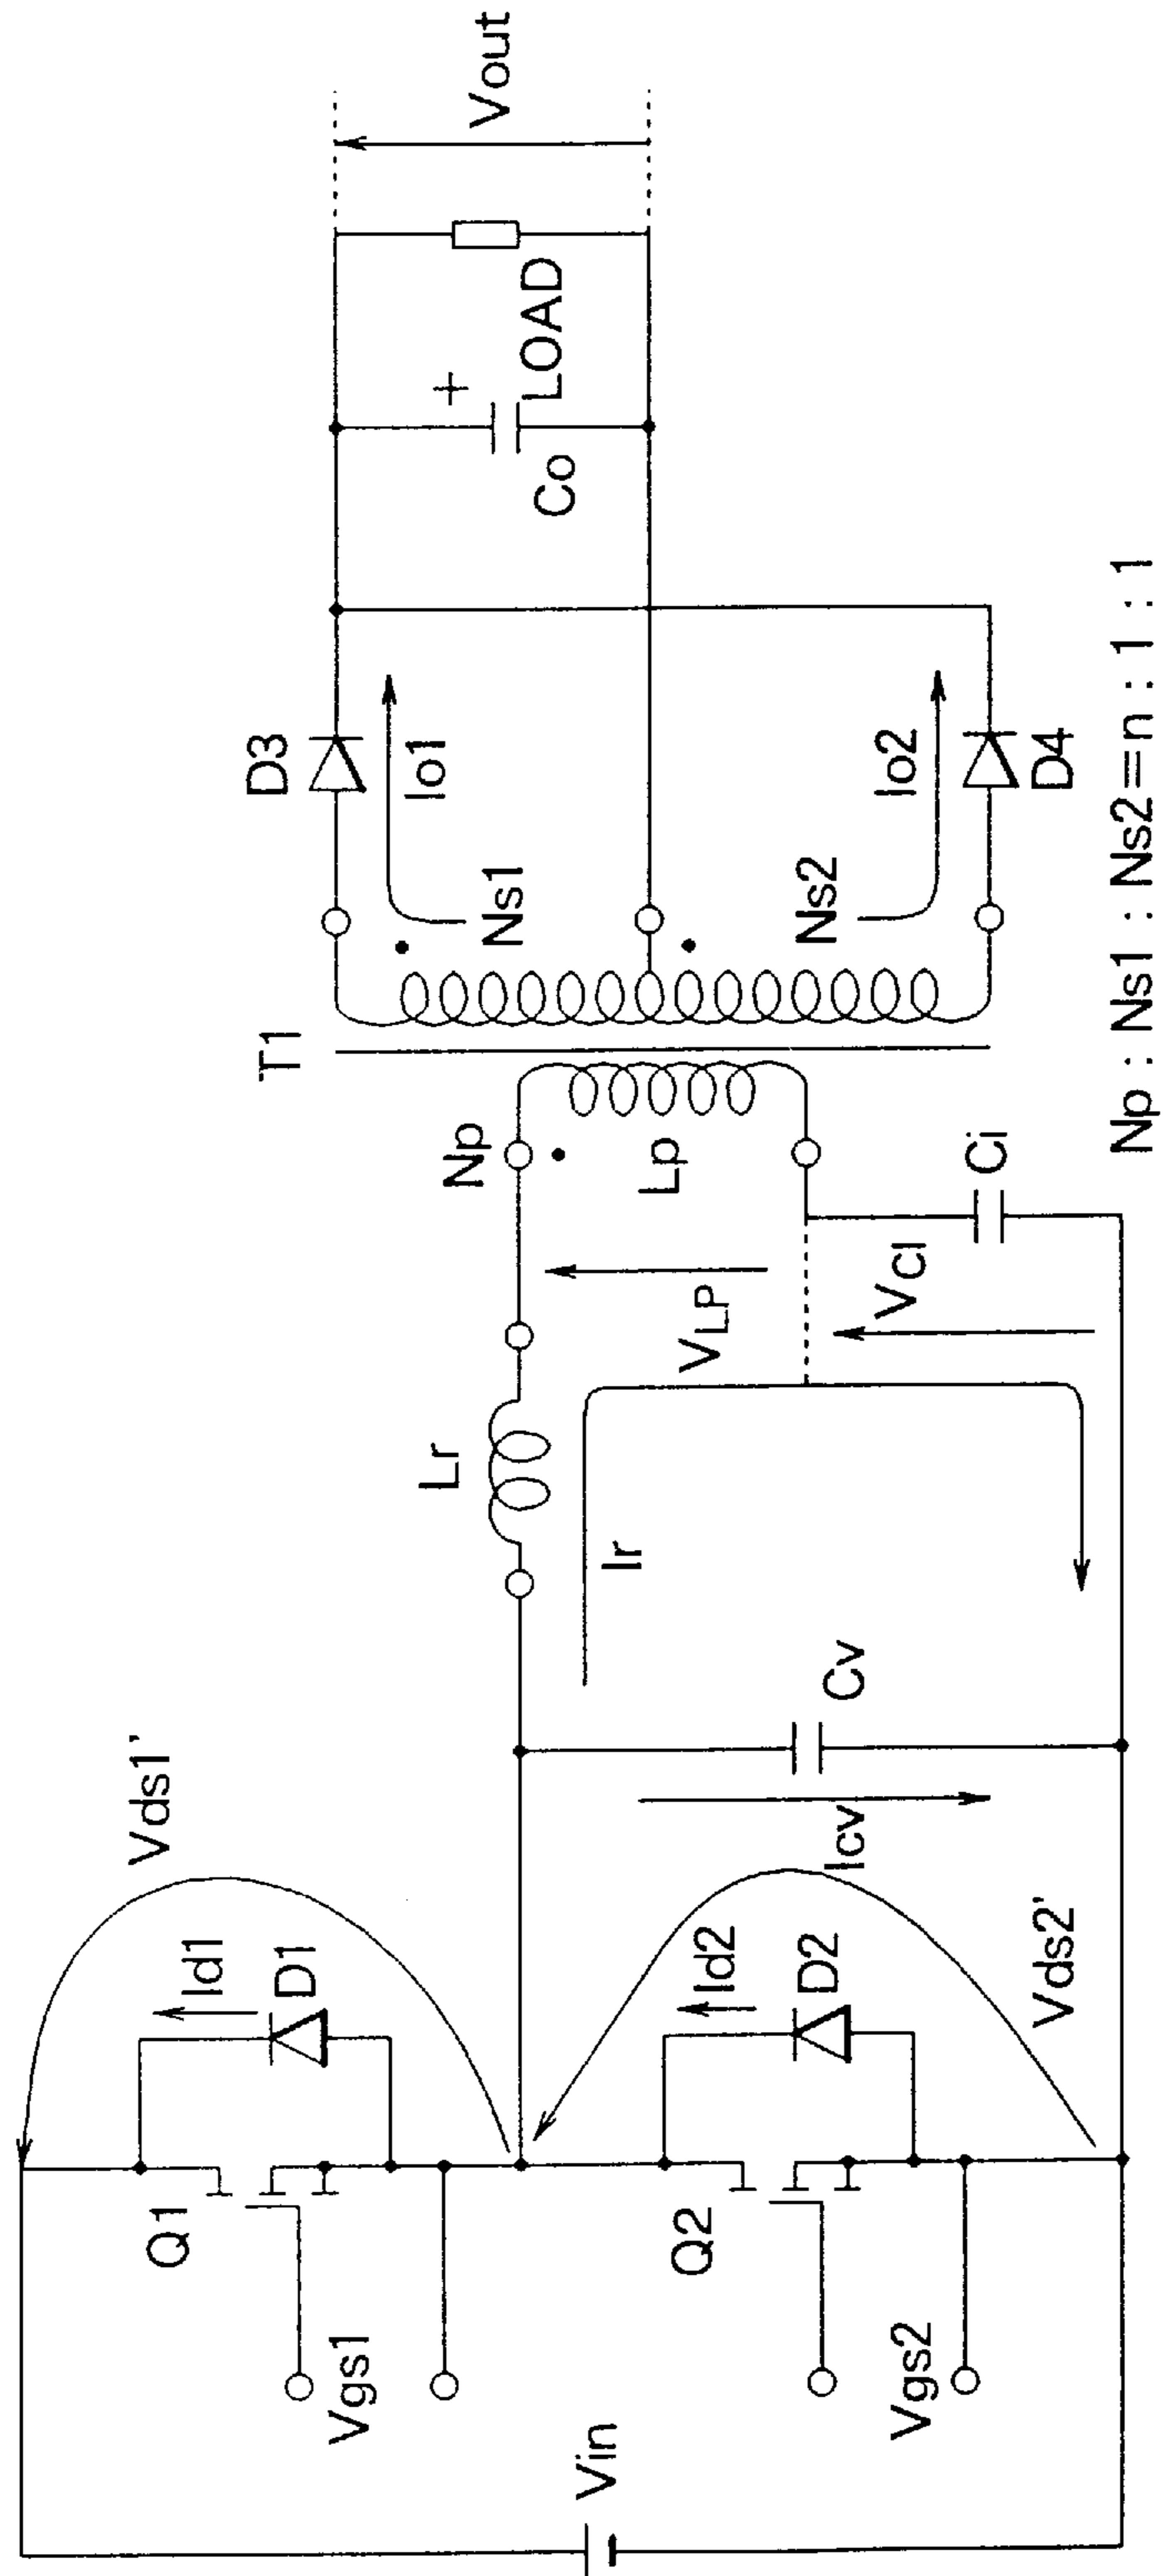 Vin
Vgs1
Vgs2
Q1
Q2
Id1
D1
Id2
D2
Vds1'
Vds2'
Icv
Cv
Ir
Lr
VLP
VCI
Ci
Np
Lp
T1
Ns1
Ns2
Io1
Io2
D3
D4
Co
+
LOAD
Vout
Np : Ns1 : Ns2=n : 1 : 1